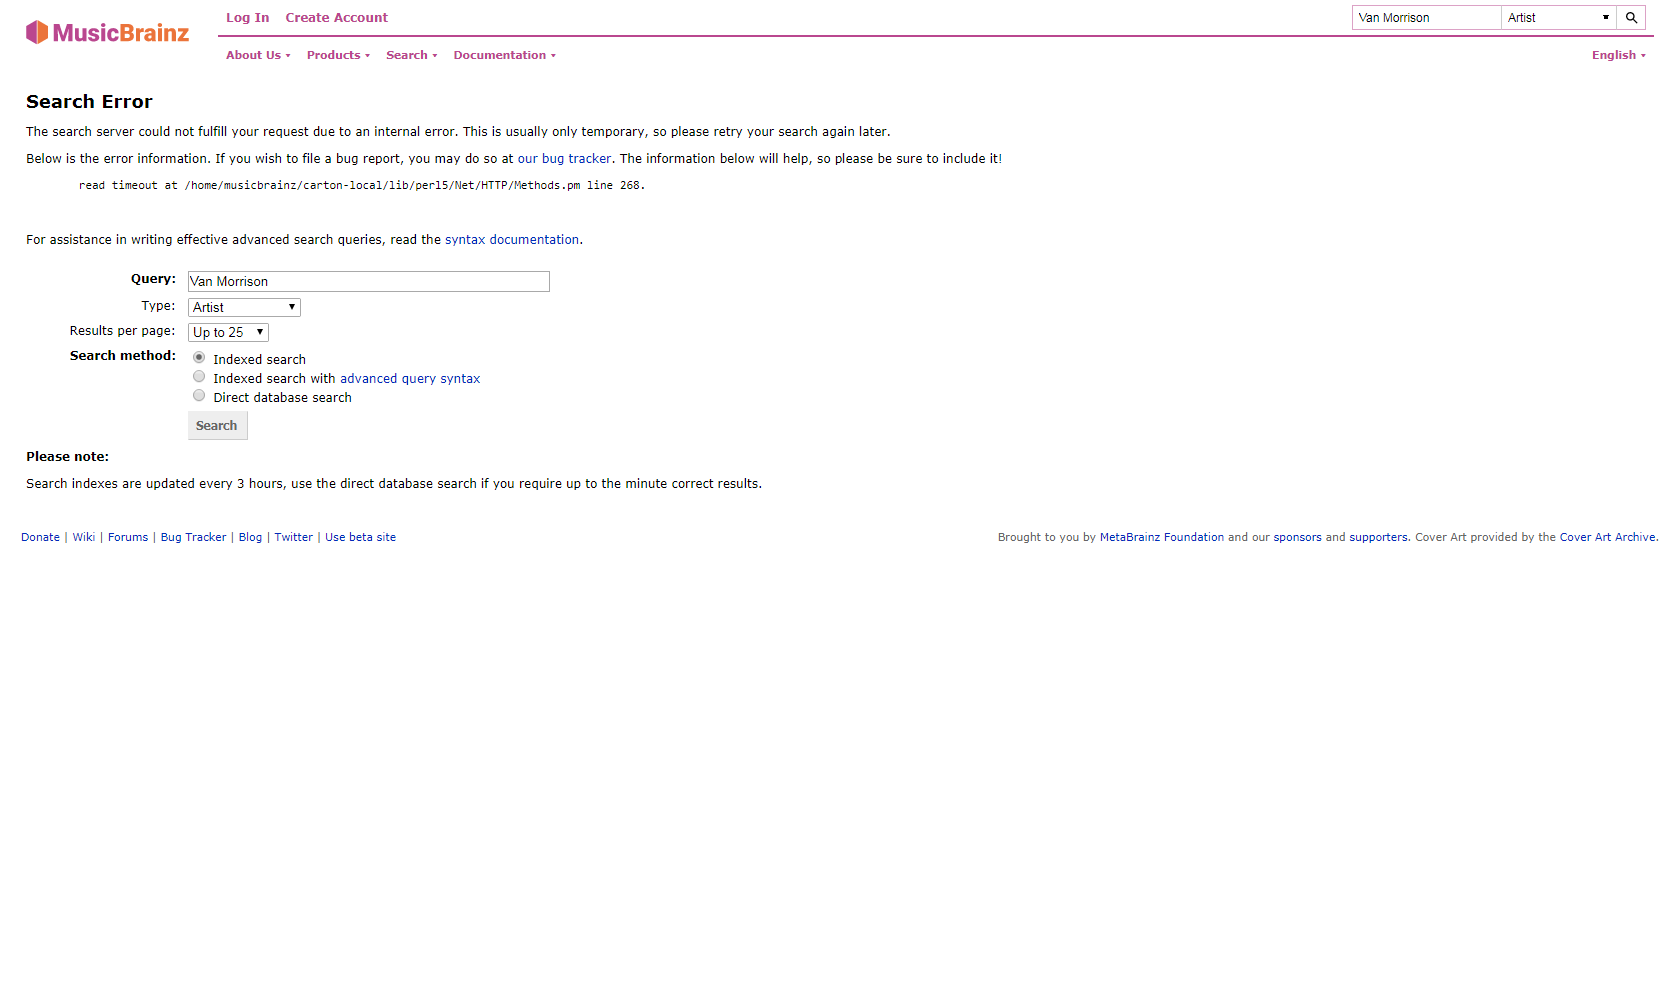 MusicBrainz
Log In Create Account
Van Morrison Artist
About Us Products Search Documentation English
Search Error
The search server could not fulfill your request due to an internal error. This is usually only temporary, so please retry your search again later.
Below is the error information. If you wish to file a bug report, you may do so at our bug tracker. The information below will help, so please be sure to include it!
read timeout at /home/musicbrainz/carton-local/lib/perl5/Net/HTTP/Methods.pm line 268.
For assistance in writing effective advanced search queries, read the syntax documentation.
Query: Van Morrison
Type: Artist
Results per page: Up to 25
Search method: Indexed search
Indexed search with advanced query syntax
Direct database search
Search
Please note:
Search indexes are updated every 3 hours, use the direct database search if you require up to the minute correct results.
Donate | Wiki | Forums | Bug Tracker | Blog | Twitter | Use beta site Brought to you by MetaBrainz Foundation and our sponsors and supporters. Cover Art provided by the Cover Art Archive.